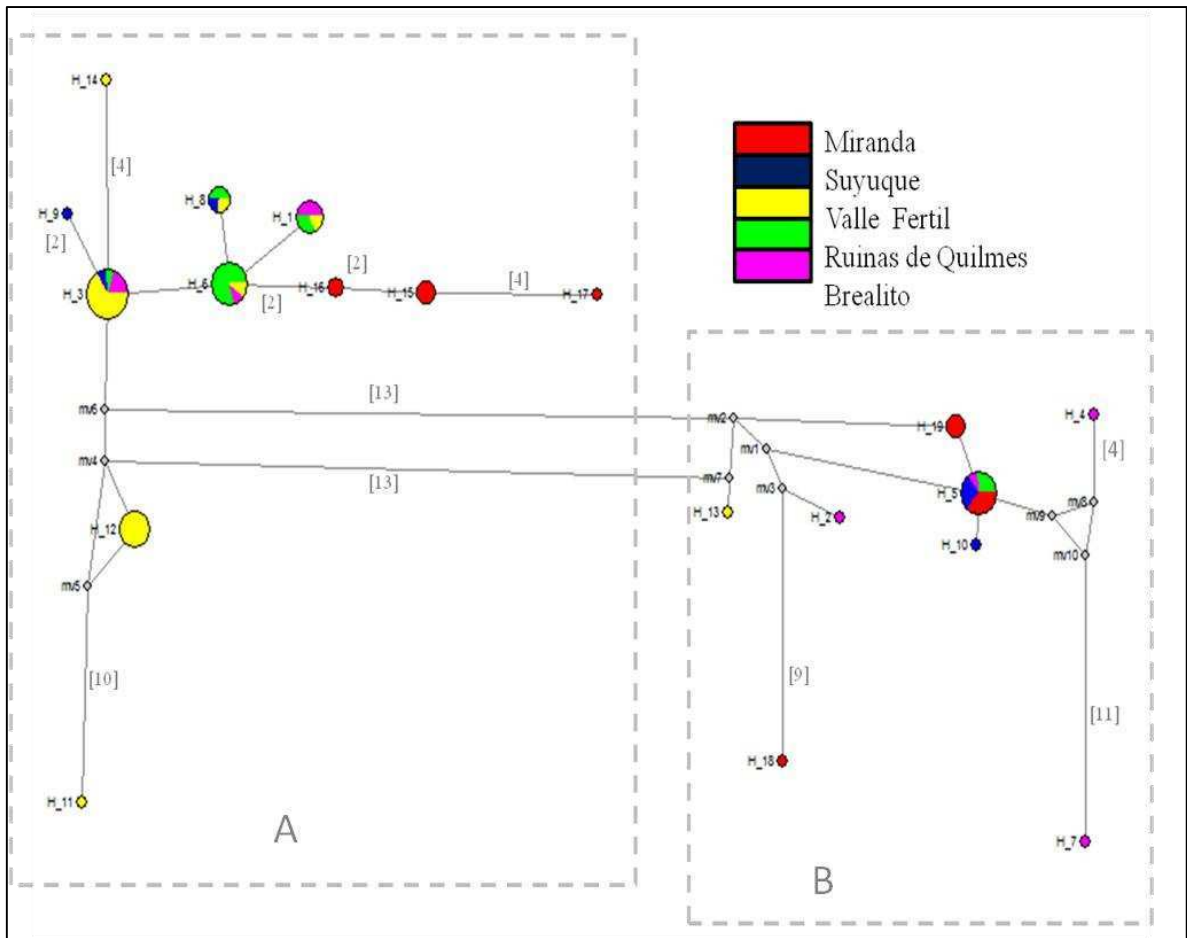 H_14
[4]
H_9
[2]
H_8
H_1
H_3
H_6
[2]
H_16
[2]
H_15
[4]
H_17
Miranda
Suyuque
Valle Fertil
Ruinas de Quilmes
Brealito
mv6
[13]
mv2
mv4
[13]
mv7
mv1
mv3
H_12
mv5
H_13
H_2
H_19
H_5
H_10
H_4
[4]
mv8
mv9
mv10
[10]
[9]
[11]
H_18
H_11
A
H_7
B